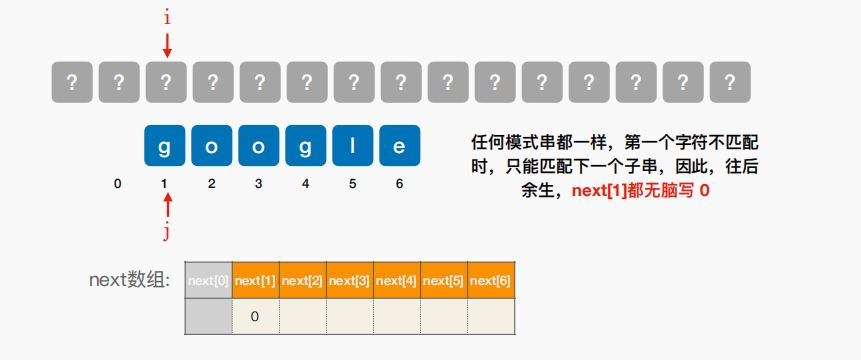 i
? ? ? ? ? ? ? ? ? ? ? ? ? ? ?
g o o g l e
0 1 2 3 4 5 6
j
任何模式串都一样，第一个字符不匹配
时，只能匹配下一个子串，因此，往后
余生，next[1]都无脑写 0
next数组:
next[0] next[1] next[2] next[3] next[4] next[5] next[6]
0